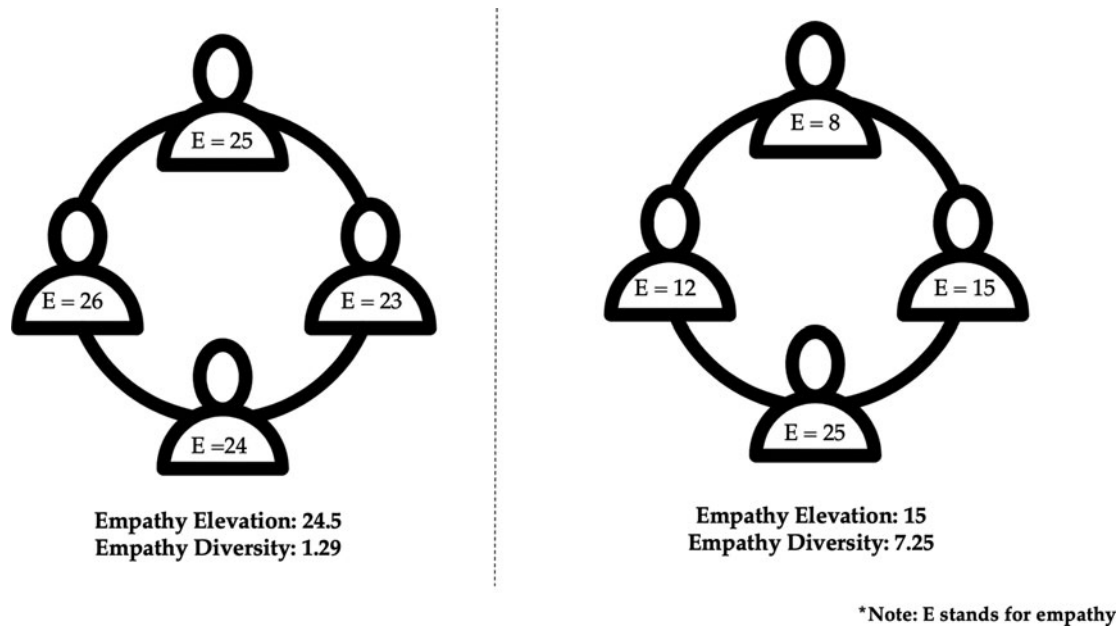 E = 25
E = 26
E = 23
E =24
Empathy Elevation: 24.5
Empathy Diversity: 1.29
E = 8
E = 12
E = 15
E = 25
Empathy Elevation: 15
Empathy Diversity: 7.25
*Note: E stands for empathy